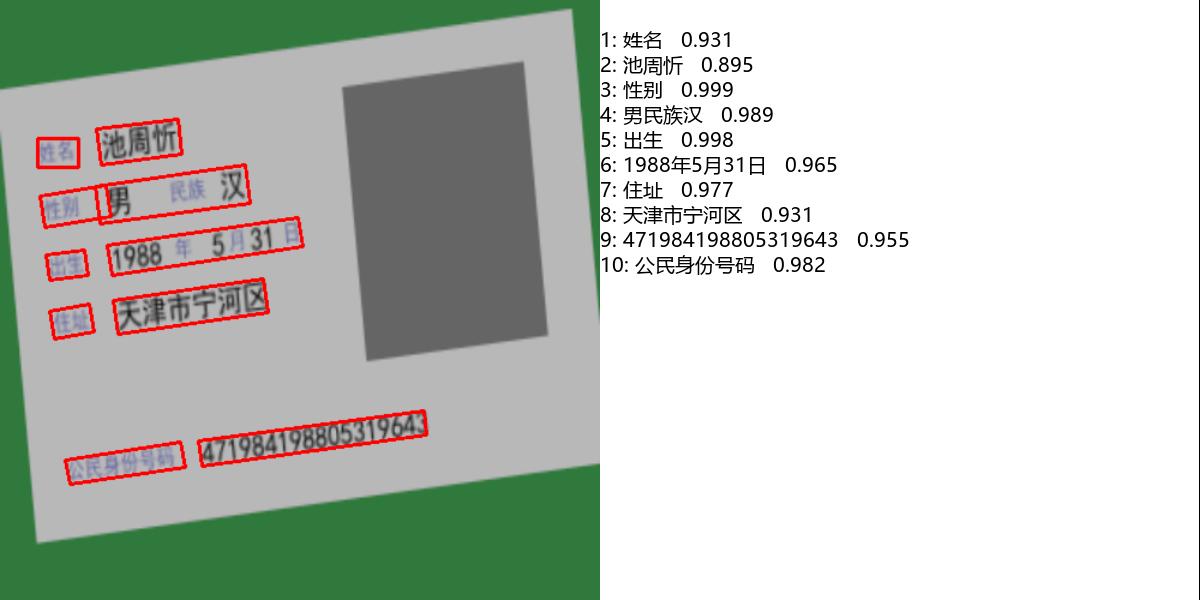 姓名 池周忻
性别 男 民族 汉
出生 1988 年 5 月 31 日
住址 天津市宁河区
公民身份号码 471984198805319643
1: 姓名 0.931
2: 池周忻 0.895
3: 性别 0.999
4: 男民族汉 0.989
5: 出生 0.998
6: 1988年5月31日 0.965
7: 住址 0.977
8: 天津市宁河区 0.931
9: 471984198805319643 0.955
10: 公民身份号码 0.982